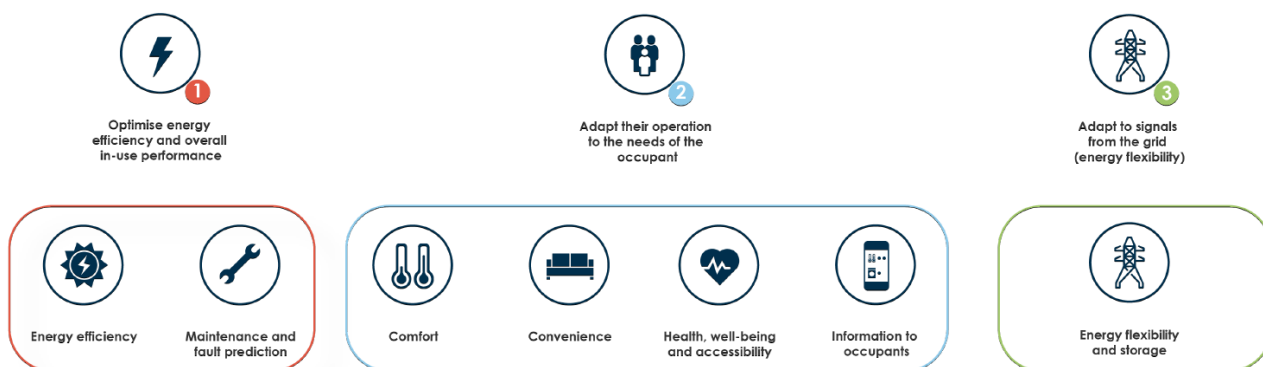 1
Optimise energy
efficiency and overall
in-use performance
2
Adapt their operation
to the needs of the
occupant
3
Adapt to signals
from the grid
(energy flexibility)
Energy efficiency
Maintenance and
fault prediction
Comfort
Convenience
Health, well-being
and accessibility
Information to
occupants
Energy flexibility
and storage